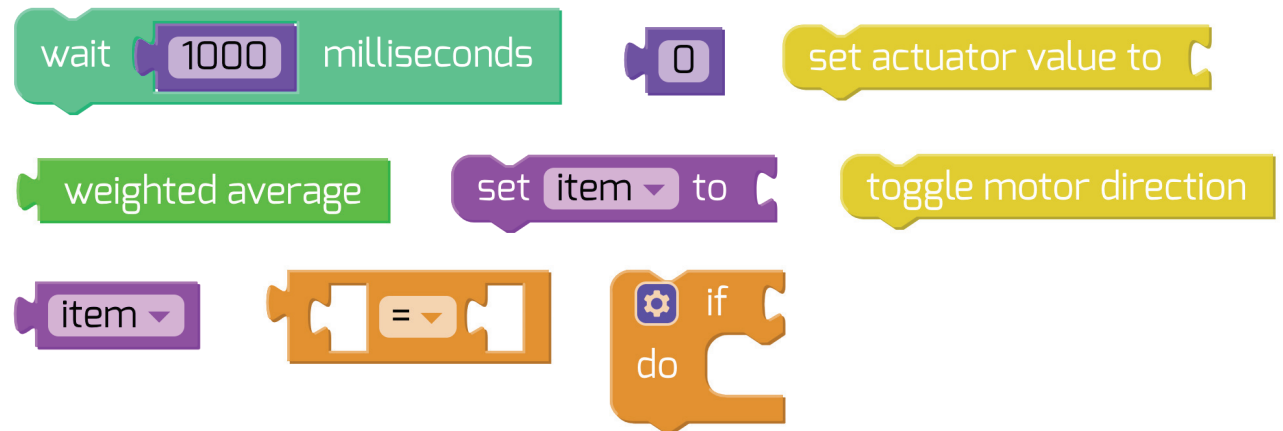 wait 1000 milliseconds 0 set actuator value to
weighted average set item to toggle motor direction
item = if
do